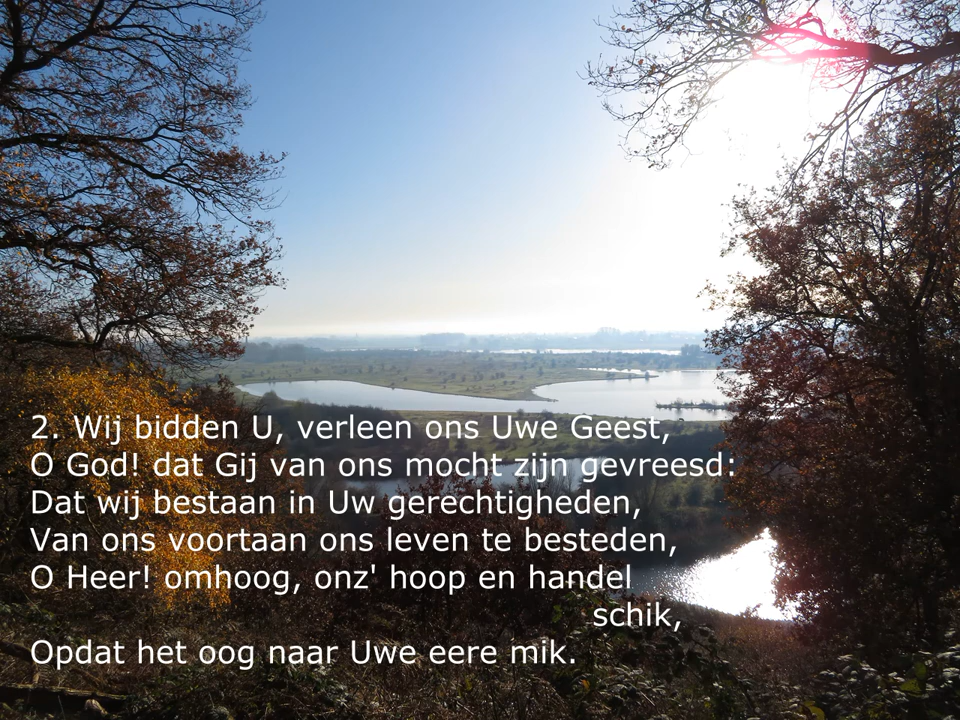 2. Wij bidden U, verleen ons Uwe Geest,
O God! dat Gij van ons mocht zijn gevreesd:
Dat wij bestaan in Uw gerechtigheden,
Van ons voortaan ons leven te besteden,
O Heer! omhoog, onz' hoop en handel
schik,
Opdat het oog naar Uwe eere mik.